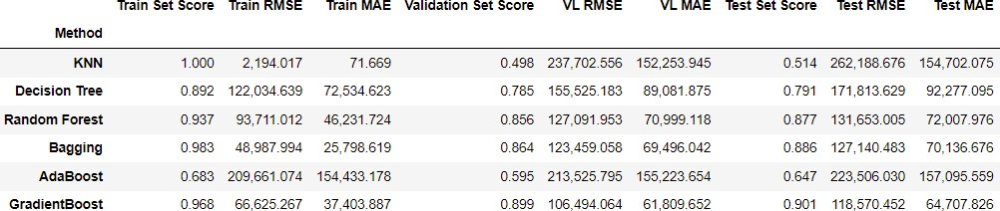 Train Set Score Train RMSE Train MAE Validation Set Score VL RMSE VL MAE Test Set Score Test RMSE Test MAE
Method
KNN 1.000 2,194.017 71.669 0.498 237,702.556 152,253.945 0.514 262,188.676 154,702.075
Decision Tree 0.892 122,034.639 72,534.623 0.785 155,525.183 89,081.875 0.791 171,813.629 92,277.095
Random Forest 0.937 93,711.012 46,231.724 0.856 127,091.953 70,999.118 0.877 131,653.005 72,007.976
Bagging 0.983 48,987.994 25,798.619 0.864 123,459.058 69,496.042 0.886 127,140.483 70,136.676
AdaBoost 0.683 209,661.074 154,433.178 0.595 213,525.795 155,223.654 0.647 223,506.030 157,095.559
GradientBoost 0.968 66,625.267 37,403.887 0.899 106,494.064 61,809.652 0.901 118,570.452 64,707.826